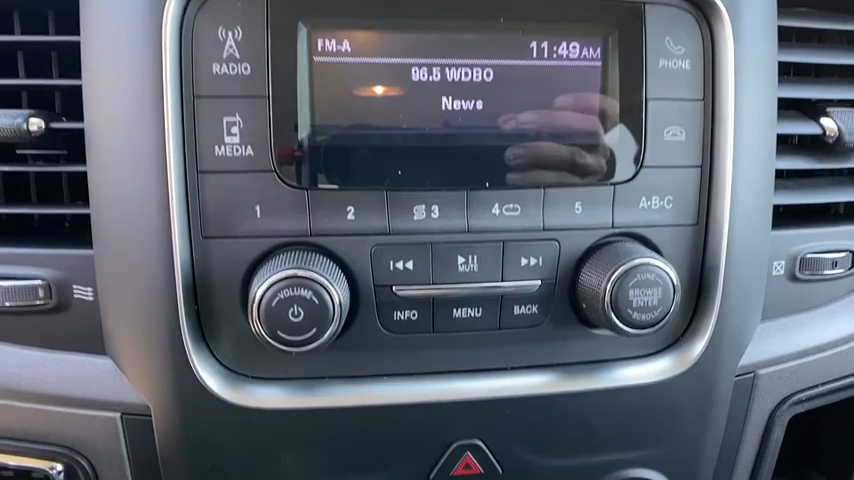 FM-A 11:49AM
96.5 WDBO
News
RADIO
MEDIA
PHONE
1 2 3 4 5 A·B·C
MUTE
INFO MENU BACK
VOLUME
TUNE
BROWSE
ENTER
SCROLL